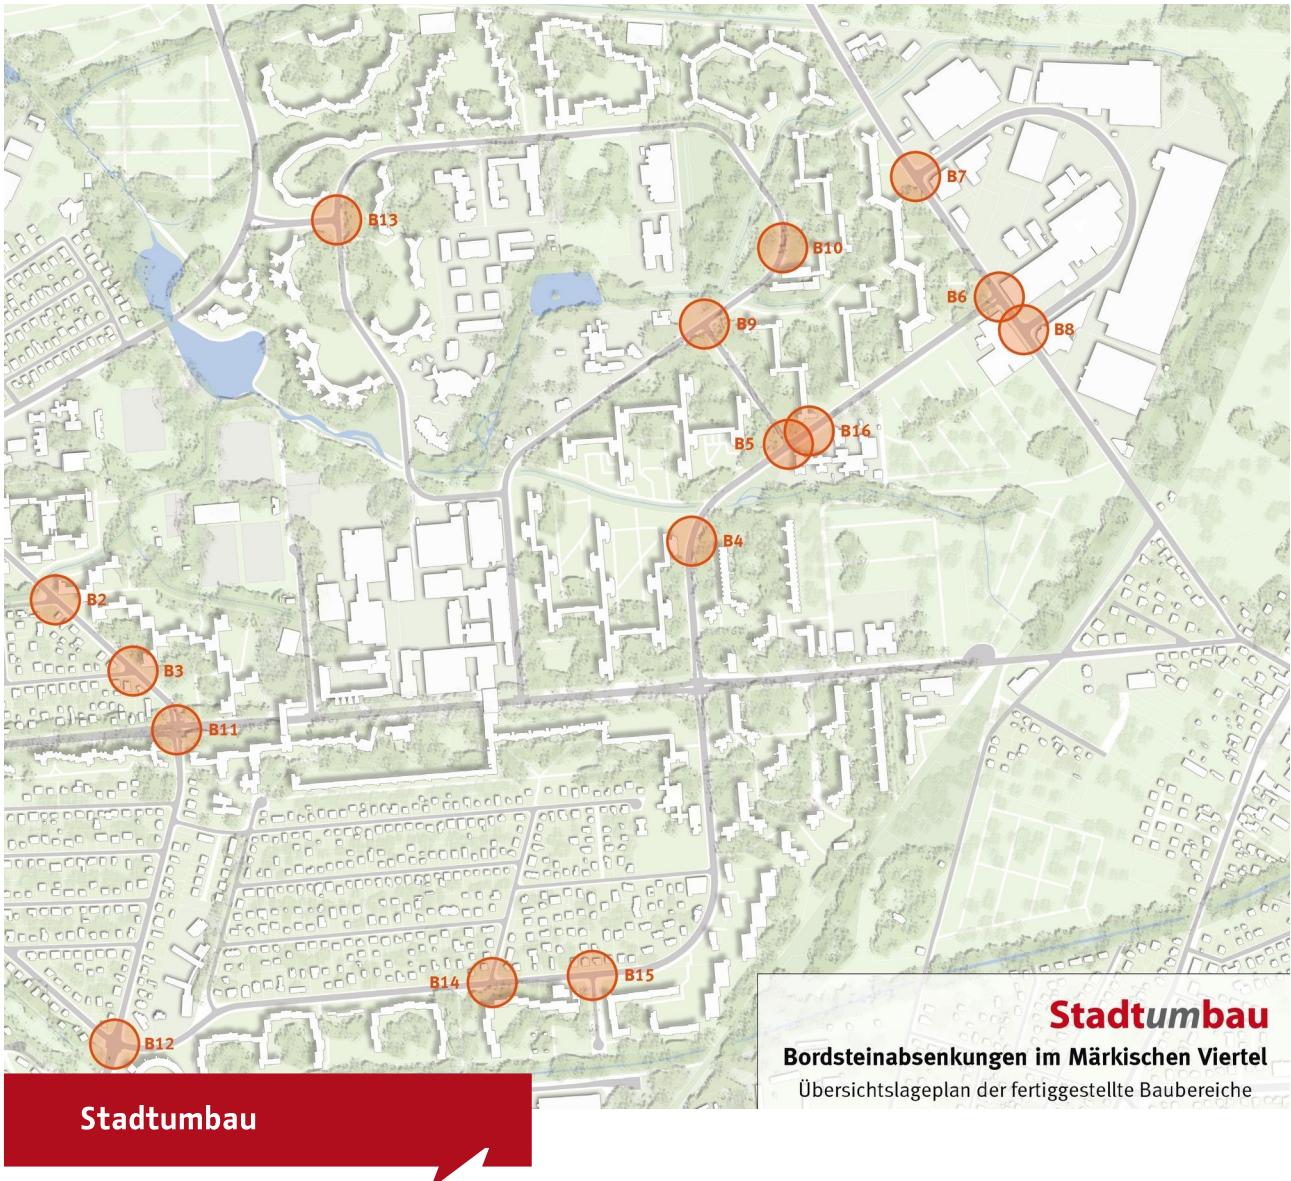 B7
B13
B10
B6
B9
B8
B16
B5
B4
B2
B3
B11
B15
B14
B12
Stadtumbau
Bordsteinabsenkungen im Märkischen Viertel
Übersichtslageplan der fertiggestellte Baubereiche
Stadtumbau